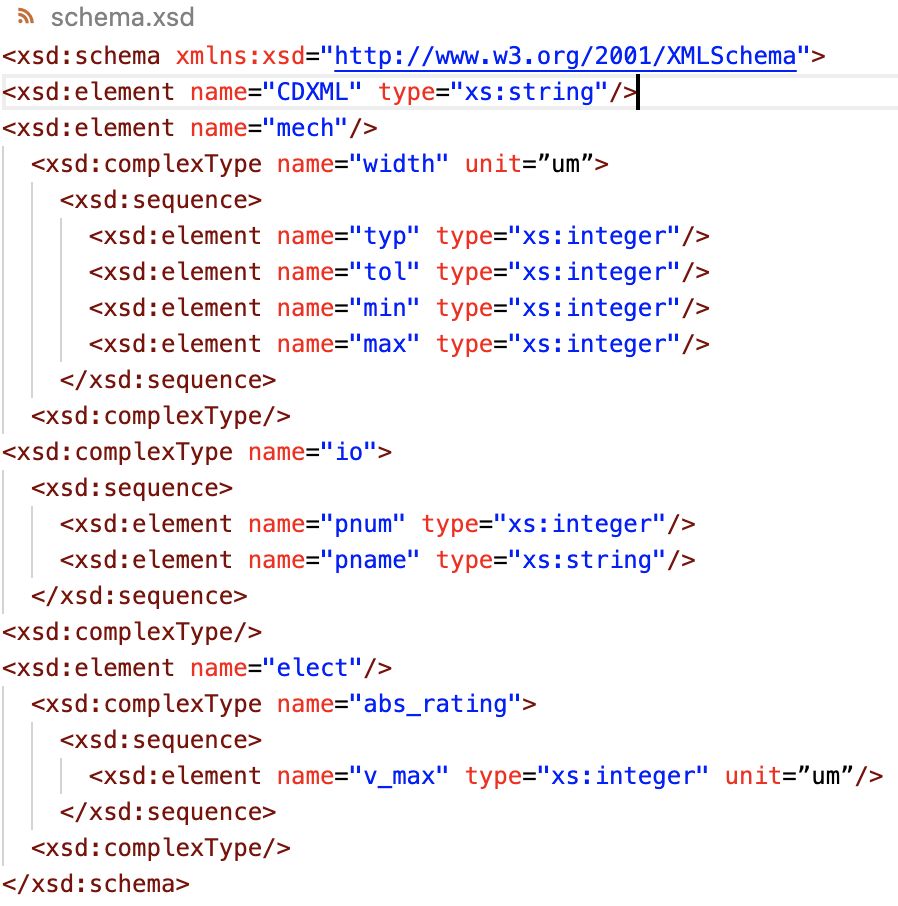 schema.xsd
<xsd:schema xmlns:xsd="http://www.w3.org/2001/XMLSchema">
<xsd:element name="CDXML" type="xs:string"/>
<xsd:element name="mech"/>
<xsd:complexType name="width" unit=”um”>
<xsd:sequence>
<xsd:element name="typ" type="xs:integer"/>
<xsd:element name="tol" type="xs:integer"/>
<xsd:element name="min" type="xs:integer"/>
<xsd:element name="max" type="xs:integer"/>
</xsd:sequence>
<xsd:complexType/>
<xsd:complexType name="io">
<xsd:sequence>
<xsd:element name="pnum" type="xs:integer"/>
<xsd:element name="pname" type="xs:string"/>
</xsd:sequence>
<xsd:complexType/>
<xsd:element name="elect"/>
<xsd:complexType name="abs_rating">
<xsd:sequence>
<xsd:element name="v_max" type="xs:integer" unit=”um”/>
</xsd:sequence>
<xsd:complexType/>
</xsd:schema>